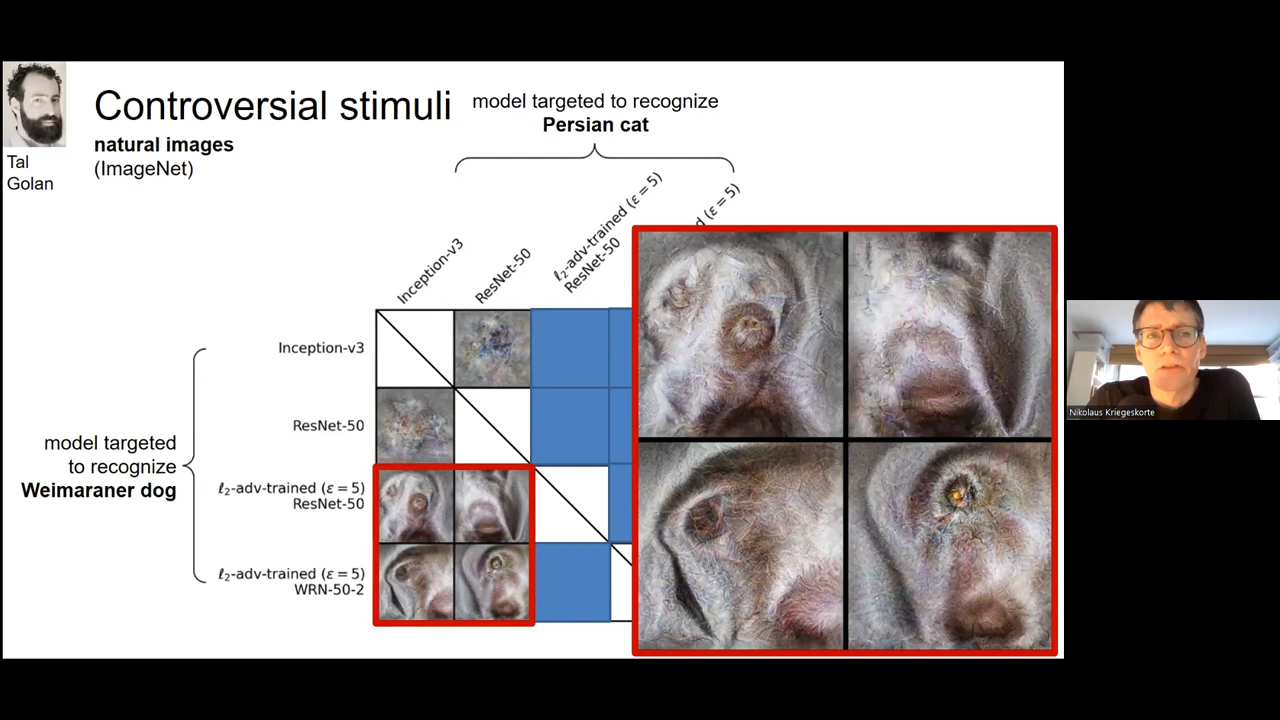 Controversial stimuli
natural images
(ImageNet)
Tal
Golan
model targeted to recognize
Persian cat
Inception-v3
ResNet-50
ℓ₂-adv-trained (ε = 5)
ResNet-50
d (ε = 5)
model targeted
to recognize
Weimaraner dog
Inception-v3
ResNet-50
ℓ₂-adv-trained (ε = 5)
ResNet-50
ℓ₂-adv-trained (ε = 5)
WRN-50-2
Nikolaus Kriegeskorte